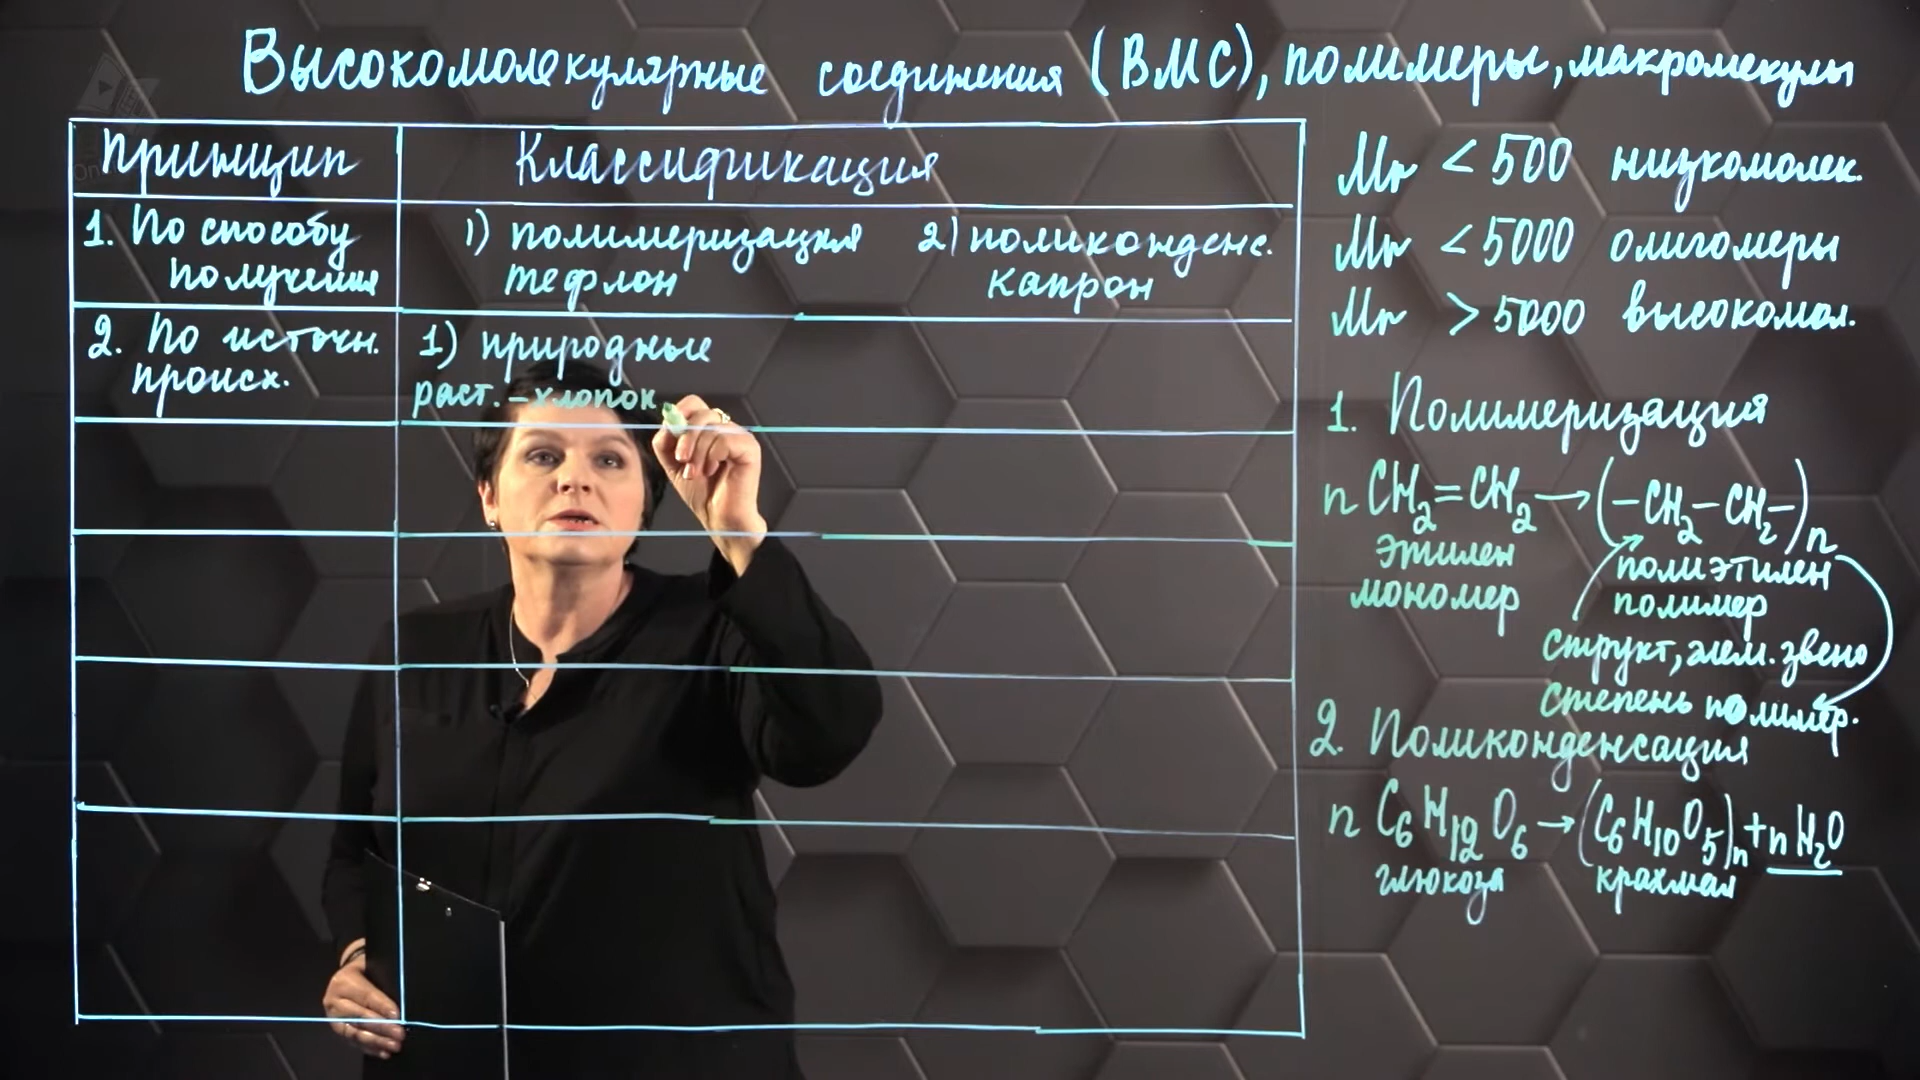 Высокомолекулярные соединения (ВМС), полимеры, макромекулы
Принцип
Классификация
1. По способу
получения
1) полимеризация
тефлон
2) поликонденс.
капрон
2. По источн.
происх.
1) природные
раст. – хлопок
Mr < 500 низкомолек.
Mr < 5000 олигомеры
Mr > 5000 высокомол.
1. Полимеризация
n CH₂=CH₂ → (–CH₂–CH₂–)n
этилен
мономер
полиэтилен
полимер
структ, элем. звено
степень полимер.
2. Поликонденсация
n C₆H₁₂O₆ → (C₆H₁₀O₅)n + n H₂O
глюкоза
крахмал